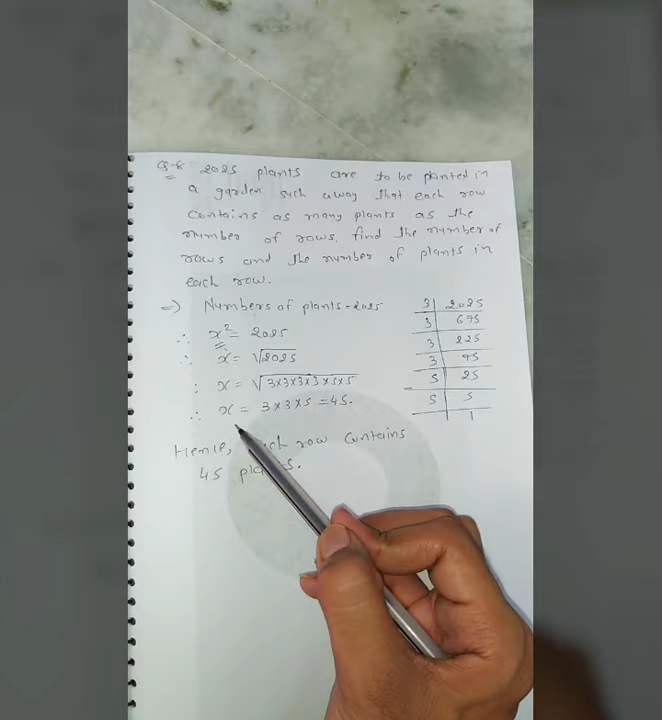 Q-8 2025 plants are to be planted in
a garden such away that each row
contains as many plants as the
number of rows. find the number of
rows and the number of plants in
each row.
⇒ Numbers of plants = 2025
∴ x² = 2025
∴ x = √2025
∴ x = √3×3×3×3×5×5
∴ x = 3×3×5 = 45.
Hence, row contains
45
3 | 2025
3 | 675
3 | 225
3 | 75
5 | 25
5 | 5
| 1